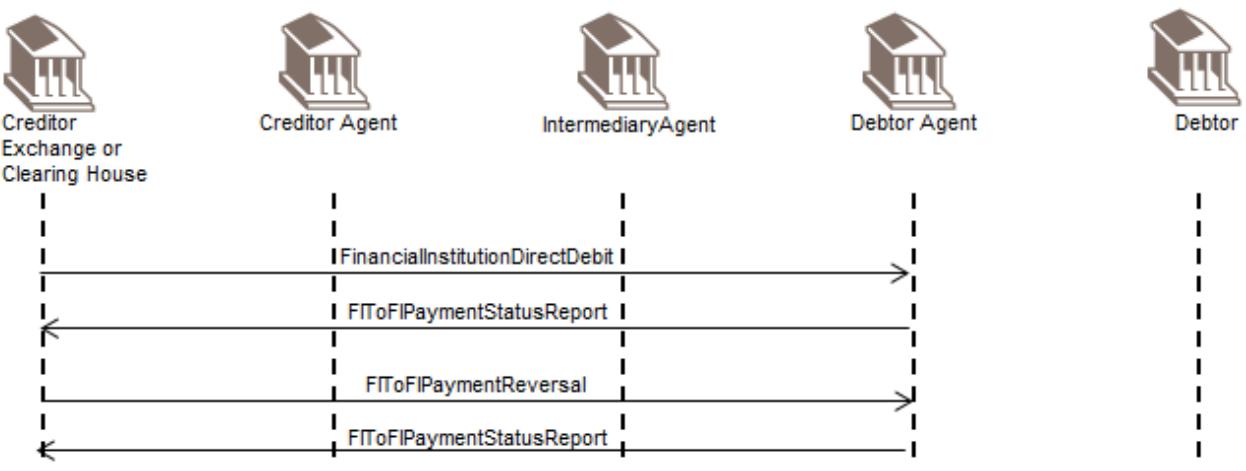 Creditor
Exchange or
Clearing House
Creditor Agent
IntermediaryAgent
Debtor Agent
Debtor
FinancialInstitutionDirectDebit
FIToFIPaymentStatusReport
FIToFIPaymentReversal
FIToFIPaymentStatusReport